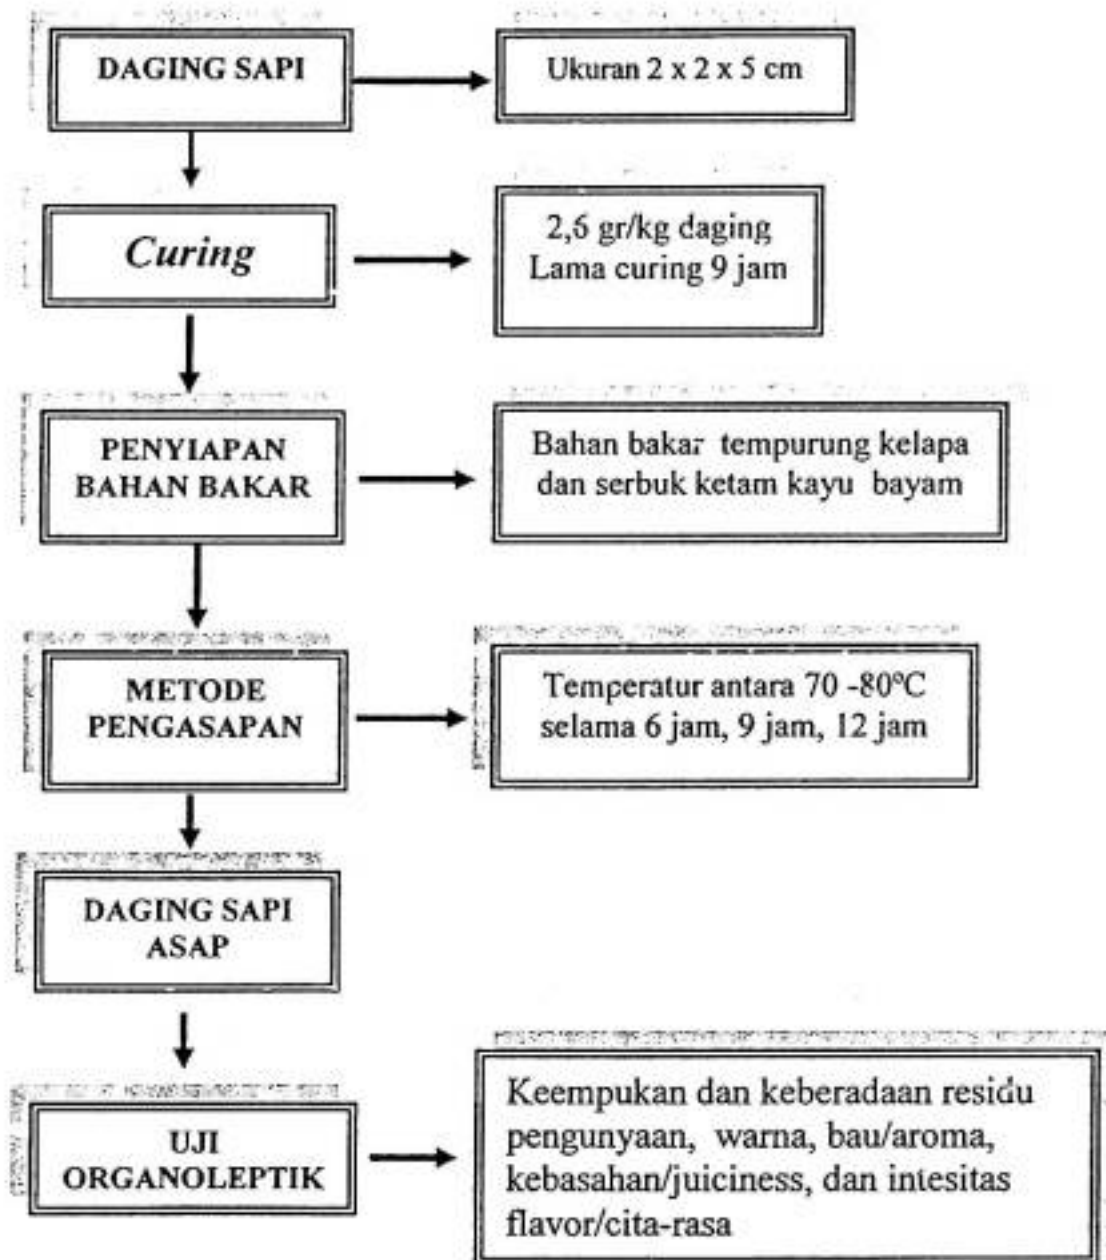 DAGING SAPI
Ukuran 2 x 2 x 5 cm
Curing
2,6 gr/kg daging
Lama curing 9 jam
PENYIAPAN
BAHAN BAKAR
Bahan bakar tempurung kelapa
dan serbuk ketam kayu bayam
METODE
PENGASAPAN
Temperatur antara 70 -80ºC
selama 6 jam, 9 jam, 12 jam
DAGING SAPI
ASAP
UJI
ORGANOLEPTIK
Keempukan dan keberadaan residu
pengunyaan, warna, bau/aroma,
kebasahan/juiciness, dan intesitas
flavor/cita-rasa